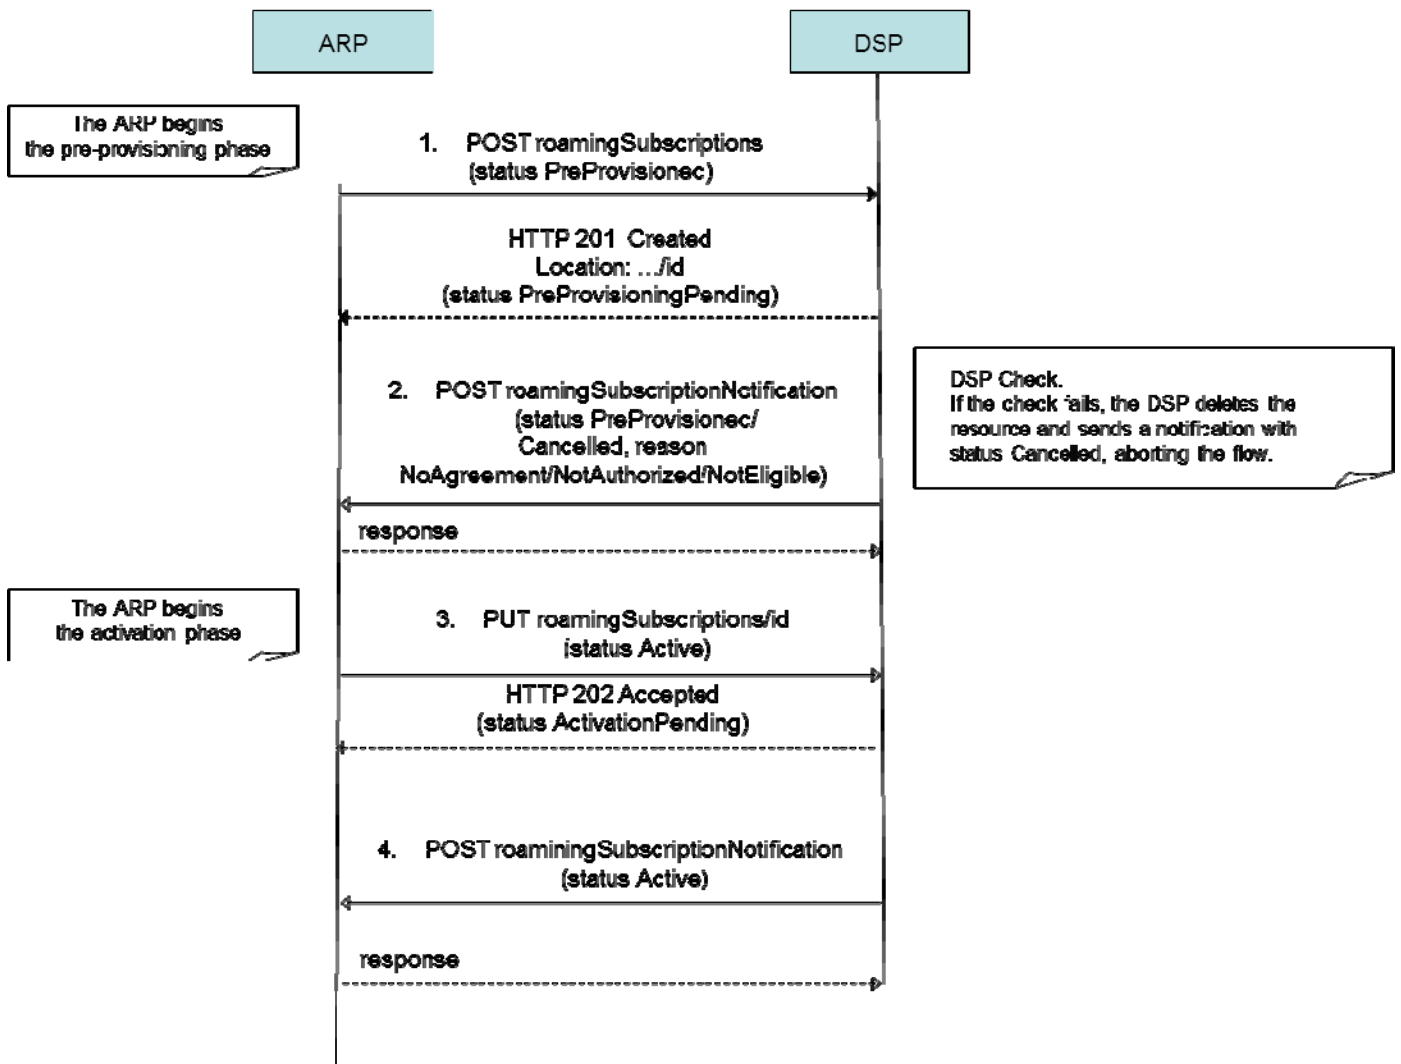 ARP
DSP
The ARP begins
the pre-provisioning phase
1. POST roamingSubscriptions
(status PreProvisionec)
HTTP 201 Created
Location: .../id
(status PreProvisioningPending)
2. POST roamingSubscriptionNotification
(status PreProvisionec/
Cancelled, reason
NoAgreement/NotAuthorized/NotEligible)
DSP Check.
If the check fails, the DSP deletes the
resource and sends a notification with
status Cancelled, aborting the flow.
response
The ARP begins
the activation phase
3. PUT roamingSubscriptions/id
(status Active)
HTTP 202 Accepted
(status ActivationPending)
4. POST roaminingSubscriptionNotification
(status Active)
response